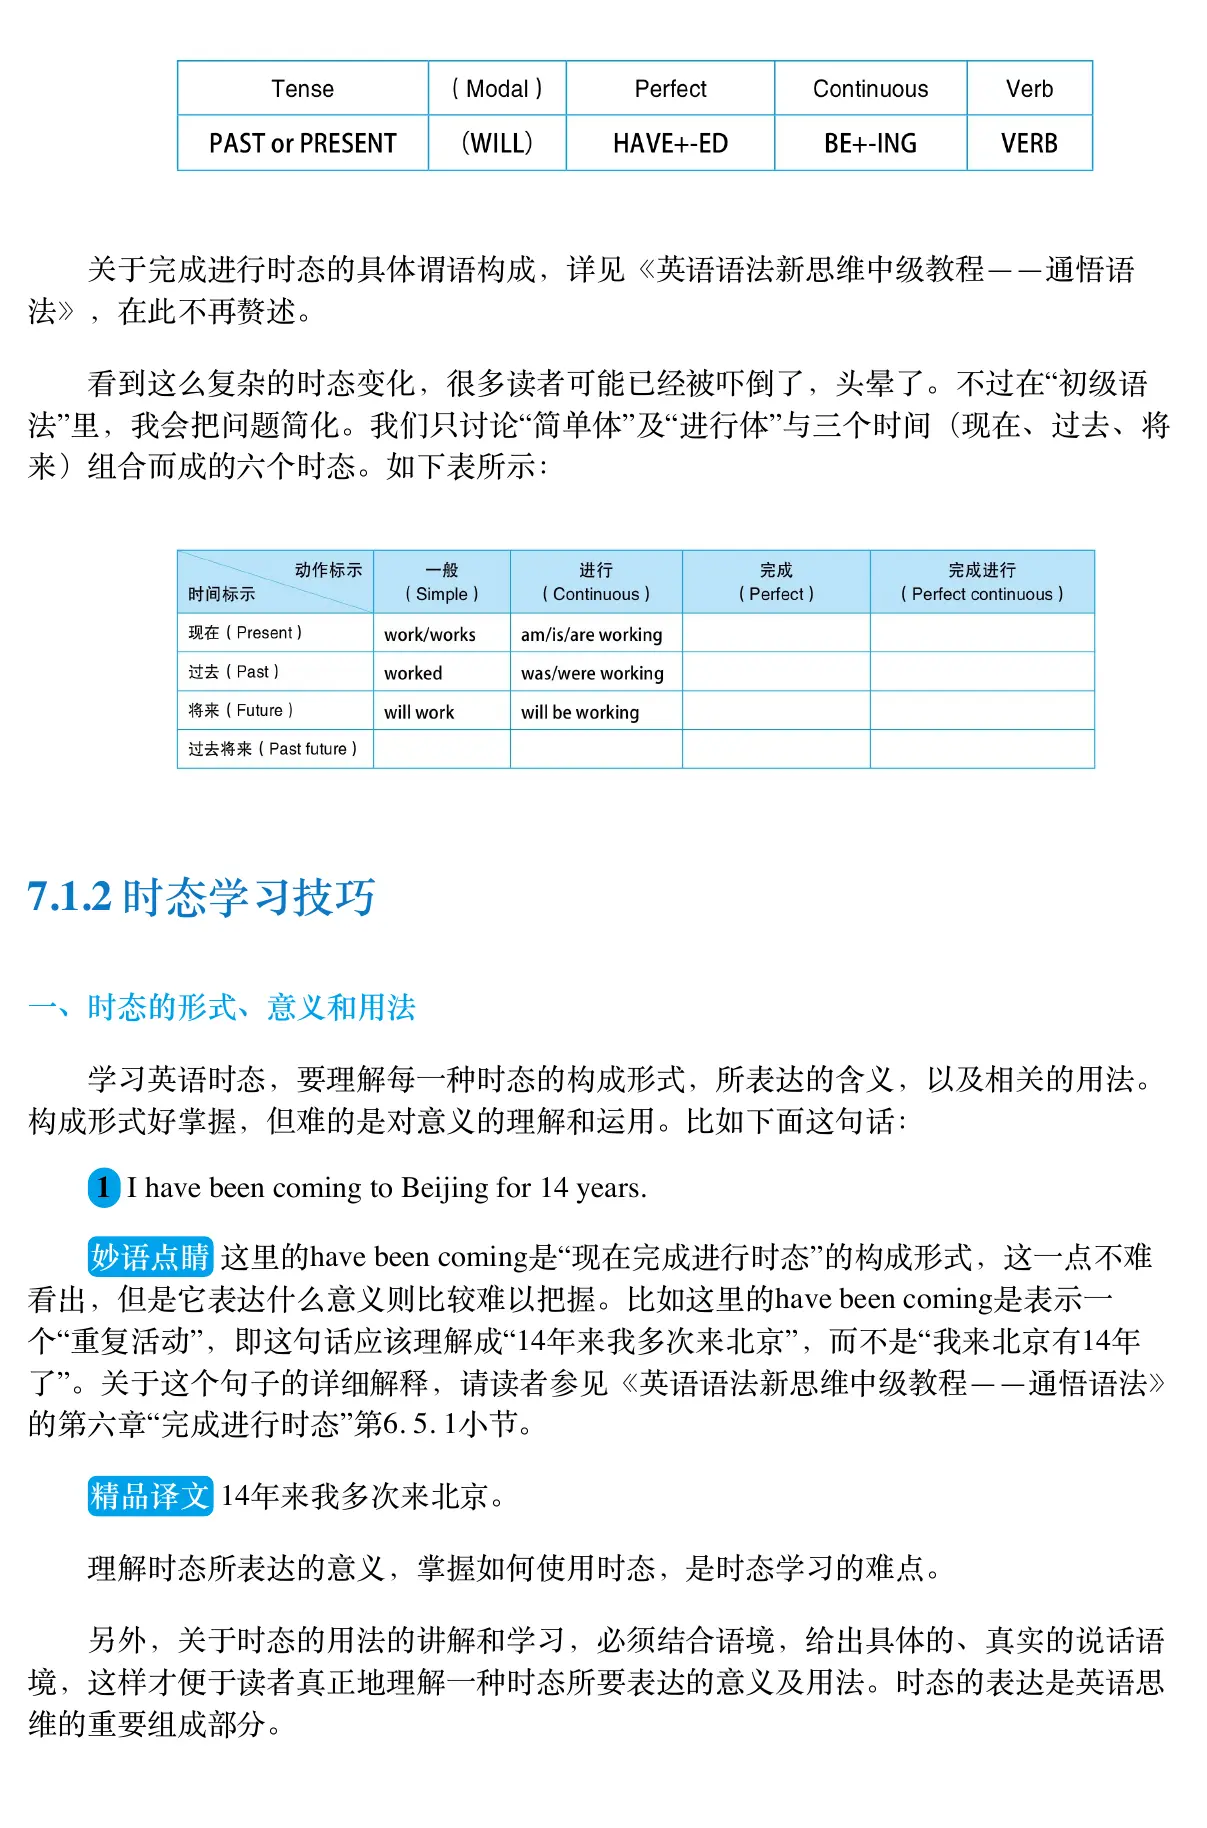 Tense （Modal） Perfect Continuous Verb
PAST or PRESENT （WILL） HAVE+-ED BE+-ING VERB
关于完成进行时态的具体谓语构成，详见《英语语法新思维中级教程——通悟语
法》，在此不再赘述。
看到这么复杂的时态变化，很多读者可能已经被吓倒了，头晕了。不过在“初级语
法”里，我会把问题简化。我们只讨论“简单体”及“进行体”与三个时间（现在、过去、将
来）组合而成的六个时态。如下表所示：
动作标示 一般 进行 完成 完成进行
时间标示 （Simple） （Continuous） （Perfect） （Perfect continuous）
现在（Present） work/works am/is/are working
过去（Past） worked was/were working
将来（Future） will work will be working
过去将来（Past future）
7.1.2 时态学习技巧
一、时态的形式、意义和用法
学习英语时态，要理解每一种时态的构成形式，所表达的含义，以及相关的用法。
构成形式好掌握，但难的是对意义的理解和运用。比如下面这句话：
1 I have been coming to Beijing for 14 years.
妙语点睛 这里的have been coming是“现在完成进行时态”的构成形式，这一点不难
看出，但是它表达什么意义则比较难以把握。比如这里的have been coming是表示一
个“重复活动”，即这句话应该理解成“14年来我多次来北京”，而不是“我来北京有14年
了”。关于这个句子的详细解释，请读者参见《英语语法新思维中级教程——通悟语法》
的第六章“完成进行时态”第6. 5. 1小节。
精品译文 14年来我多次来北京。
理解时态所表达的意义，掌握如何使用时态，是时态学习的难点。
另外，关于时态的用法的讲解和学习，必须结合语境，给出具体的、真实的说话语
境，这样才便于读者真正地理解一种时态所要表达的意义及用法。时态的表达是英语思
维的重要组成部分。